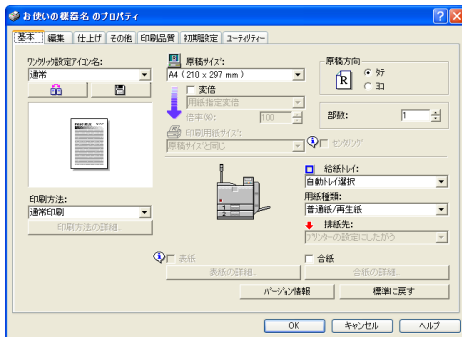 お使いの機器名 のプロパティ
基本 編集 仕上げ その他 印刷品質 初期設定 ユーティリティー
ワンクリック設定アイコン名:
通常
印刷方法:
通常印刷
印刷方法の詳細...
原稿サイズ:
A4 (210 x 297 mm)
変倍
用紙指定変倍
倍率(%): 100
印刷用紙サイズ:
原稿サイズと同じ
原稿方向
R
タテ
ヨコ
部数: 1
センタリング
給紙トレイ:
自動トレイ選択
用紙種類:
普通紙/再生紙
排紙先:
プリンターの設定にしたがう
1
2
表紙
表紙の詳細...
合紙
合紙の詳細...
バージョン情報 標準に戻す
OK キャンセル ヘルプ